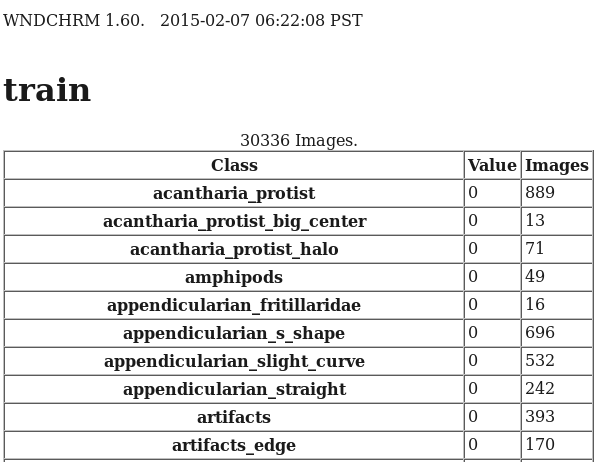 WNDCHRM 1.60. 2015-02-07 06:22:08 PST
train
30336 Images.
Class Value Images
acantharia_protist 0 889
acantharia_protist_big_center 0 13
acantharia_protist_halo 0 71
amphipods 0 49
appendicularian_fritillaridae 0 16
appendicularian_s_shape 0 696
appendicularian_slight_curve 0 532
appendicularian_straight 0 242
artifacts 0 393
artifacts_edge 0 170